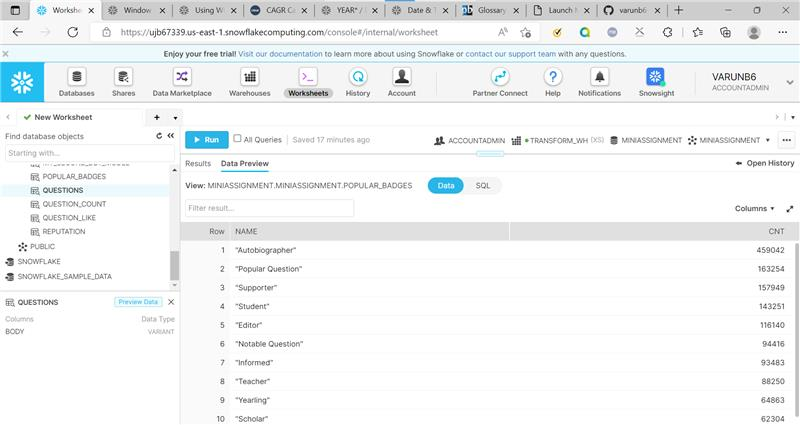 Workshe
Window
Using W
CAGR Ca
YEAR* /
Date & T
Glossary
Launch M
varunb6
https://ujb67339.us-east-1.snowflakecomputing.com/console#/internal/worksheet
Enjoy your free trial! Visit our documentation to learn more about using Snowflake or contact our support team with any questions.
Databases
Shares
Data Marketplace
Warehouses
Worksheets
History
Account
Partner Connect
Help
Notifications
Snowsight
VARUNB6
ACCOUNTADMIN
New Worksheet
Find database objects
Starting with...
POPULAR_BADGES
QUESTIONS
QUESTION_COUNT
QUESTION_LIKE
REPUTATION
PUBLIC
SNOWFLAKE
SNOWFLAKE_SAMPLE_DATA
QUESTIONS Preview Data
Columns Data Type
BODY VARIANT
Run All Queries Saved 17 minutes ago
ACCOUNTADMIN TRANSFORM_WH (XS) MINIASSIGNMENT MINIASSIGNMENT
Results Data Preview Open History
View: MINIASSIGNMENT.MINIASSIGNMENT.POPULAR_BADGES Data SQL
Filter result... Columns
Row NAME CNT
1 "Autobiographer" 459042
2 "Popular Question" 163254
3 "Supporter" 157949
4 "Student" 143251
5 "Editor" 116140
6 "Notable Question" 94416
7 "Informed" 93483
8 "Teacher" 88250
9 "Yearling" 64863
10 "Scholar" 62304